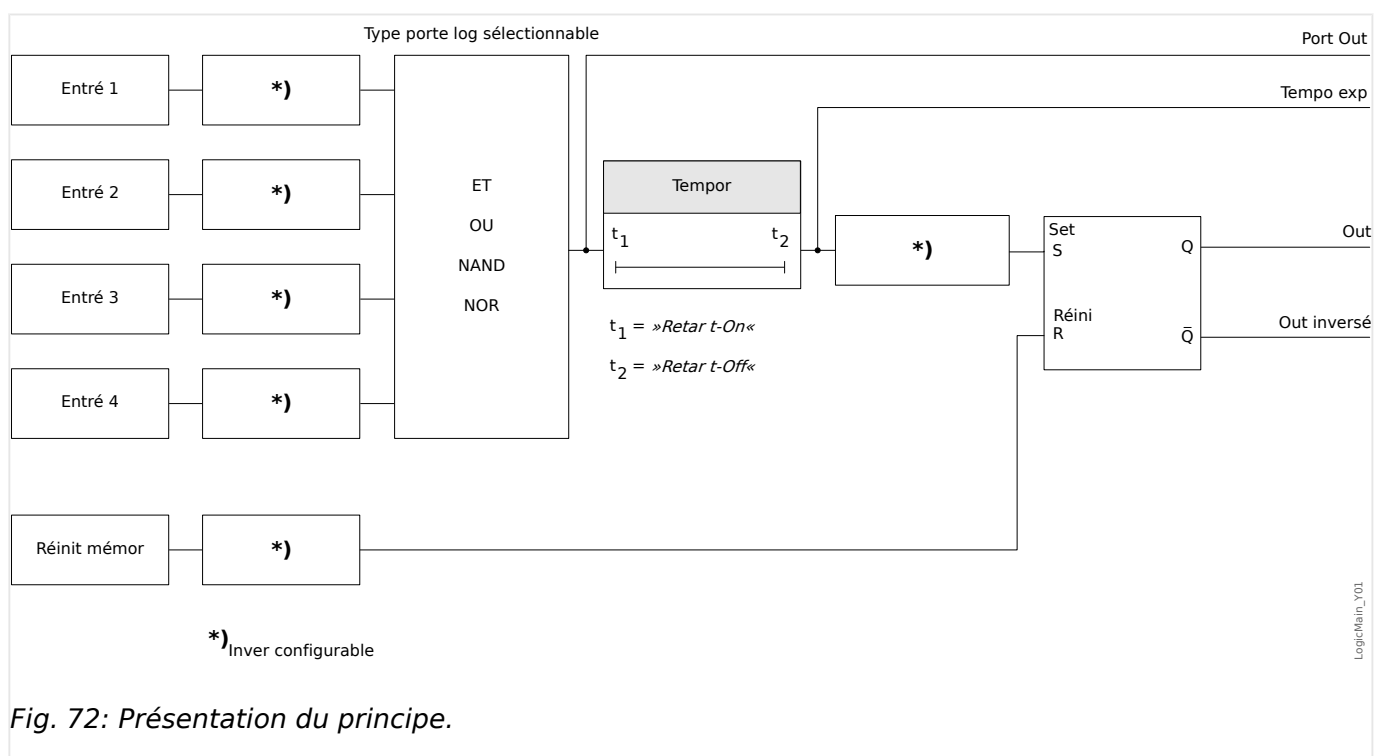 Type porte log sélectionnable
Port Out
Entré 1
*)
Tempo exp
Entré 2
*)
ET
OU
NAND
NOR
Tempor
t1
t2
*)
Set
S
Q
Out
Entré 3
*)
Réini
R
Q̅
Out inversé
t1 = »Retar t-On«
t2 = »Retar t-Off«
Entré 4
*)
Réinit mémor
*)
*) Inver configurable
LogicMain_Y01
Fig. 72: Présentation du principe.